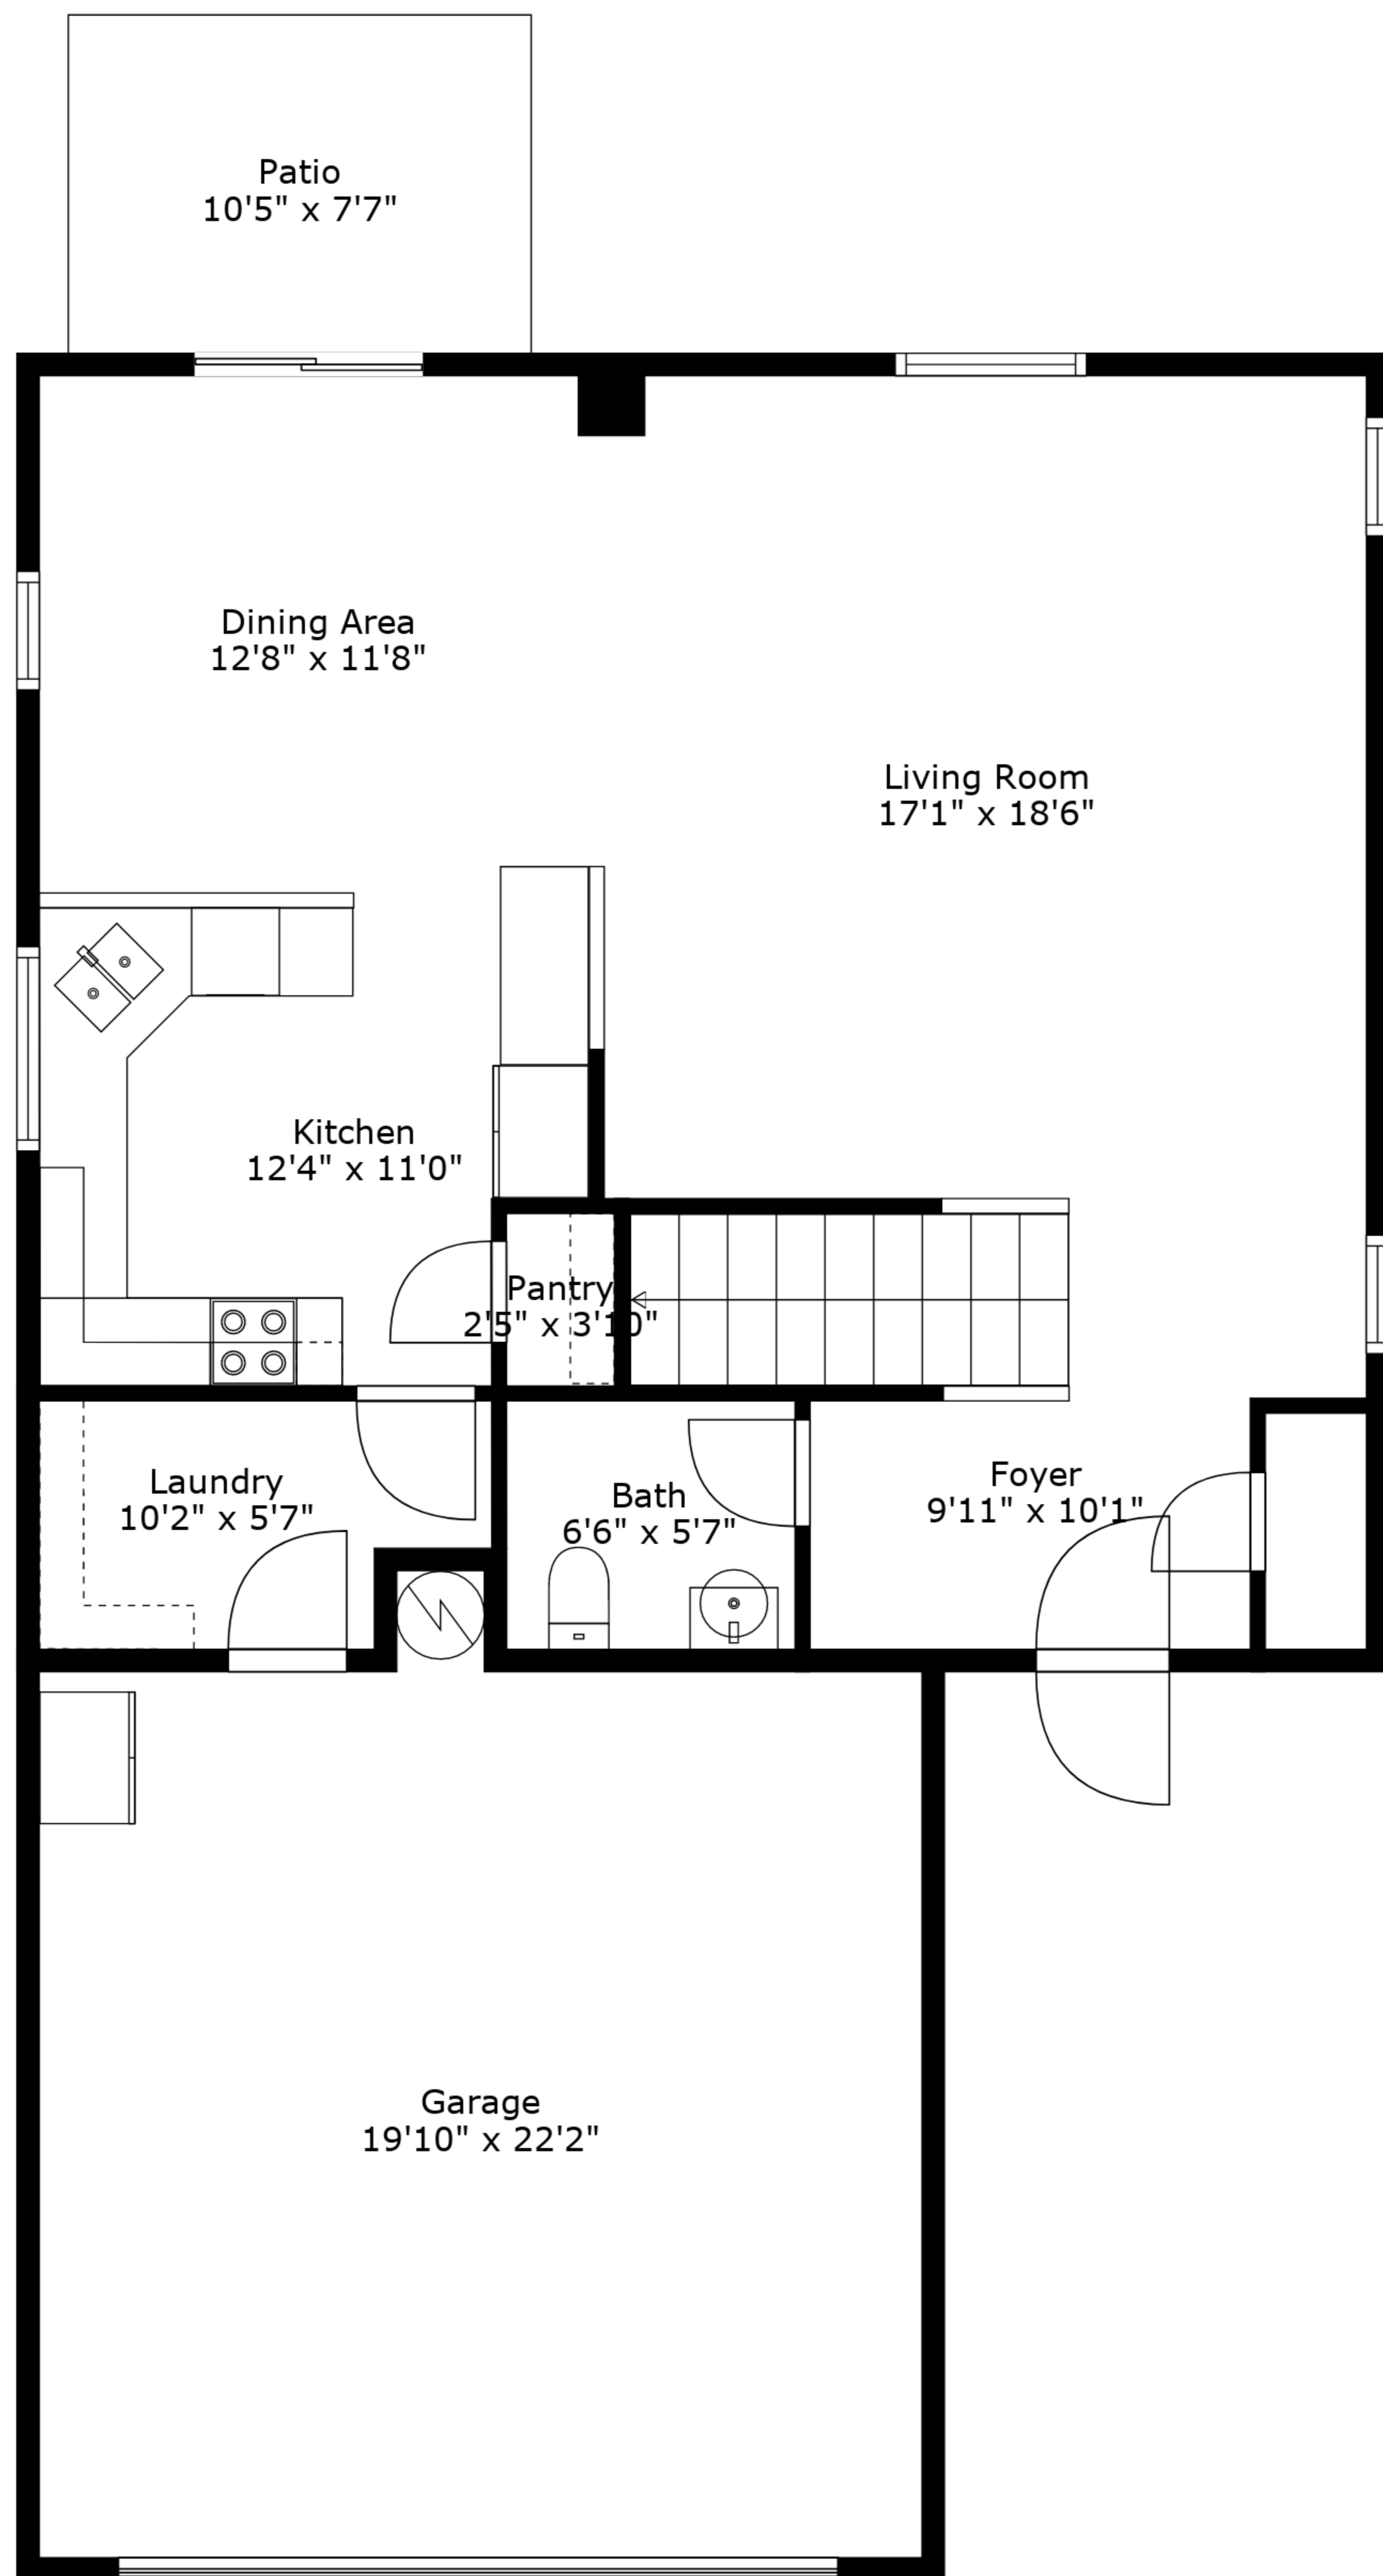 Patio
10'5" x 7'7"
Dining Area
12'8" x 11'8"
Living Room
17'1" x 18'6"
Kitchen
12'4" x 11'0"
Pantry
2'5" x 3'10"
Laundry
10'2" x 5'7"
Bath
6'6" x 5'7"
Foyer
9'11" x 10'1"
Garage
19'10" x 22'2"